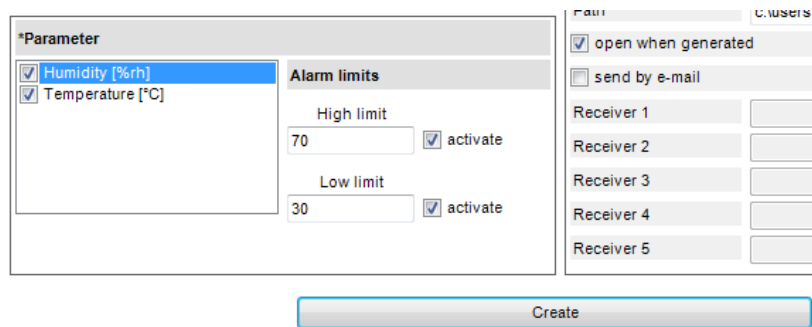 Path
c:\users
*Parameter
Humidity [%rh]
Temperature [°C]
Alarm limits
High limit
70
activate
Low limit
30
activate
open when generated
send by e-mail
Receiver 1
Receiver 2
Receiver 3
Receiver 4
Receiver 5
Create